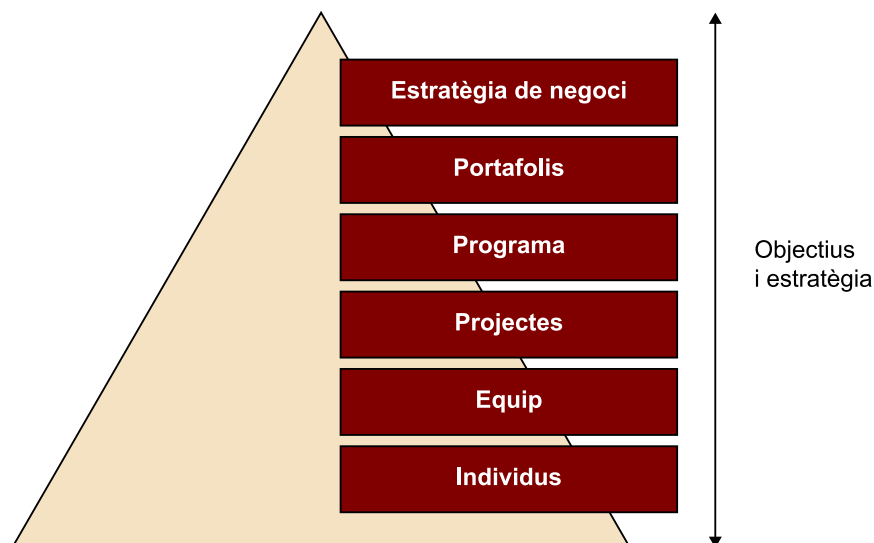 Estratègia de negoci
Portafolis
Programa
Projectes
Equip
Individus
Objectius
i estratègia